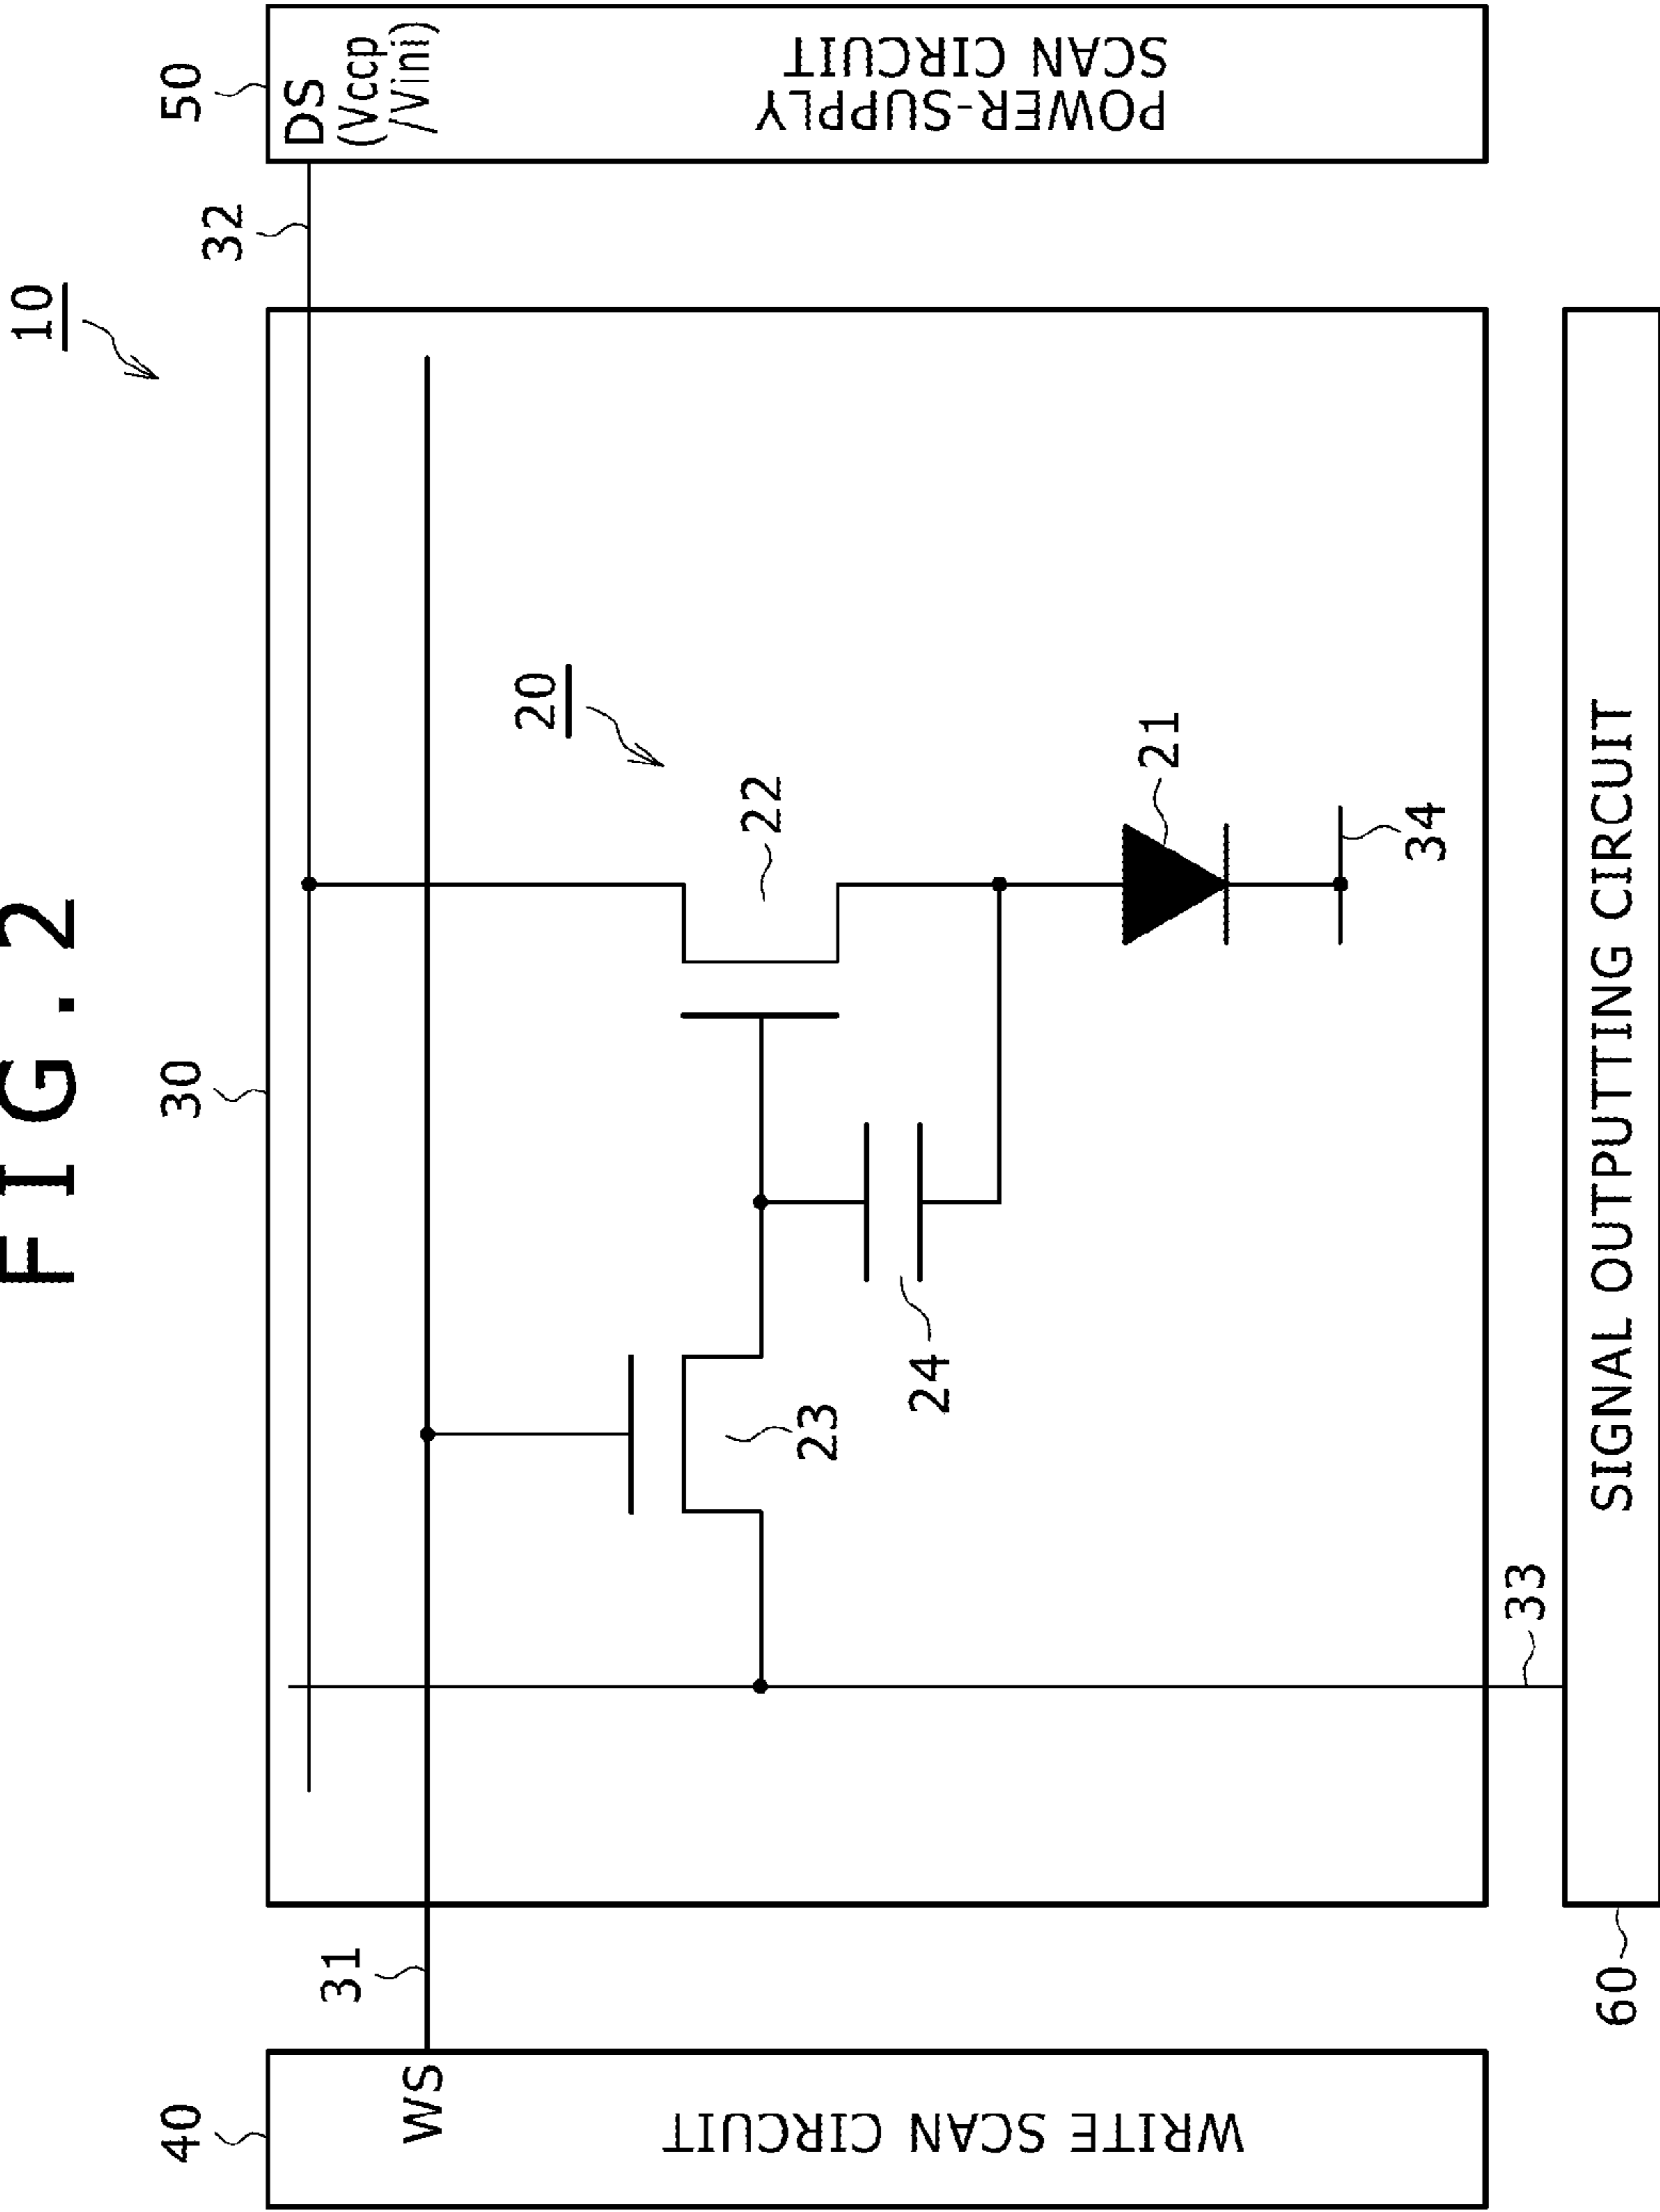 FIG. 2
10
40
31
30
32
50
WS
DS
(Vccp
/Vini)
20
22
23
24
21
34
WRITE SCAN CIRCUIT
POWER-SUPPLY
SCAN CIRCUIT
33
60
SIGNAL OUTPUTTING CIRCUIT